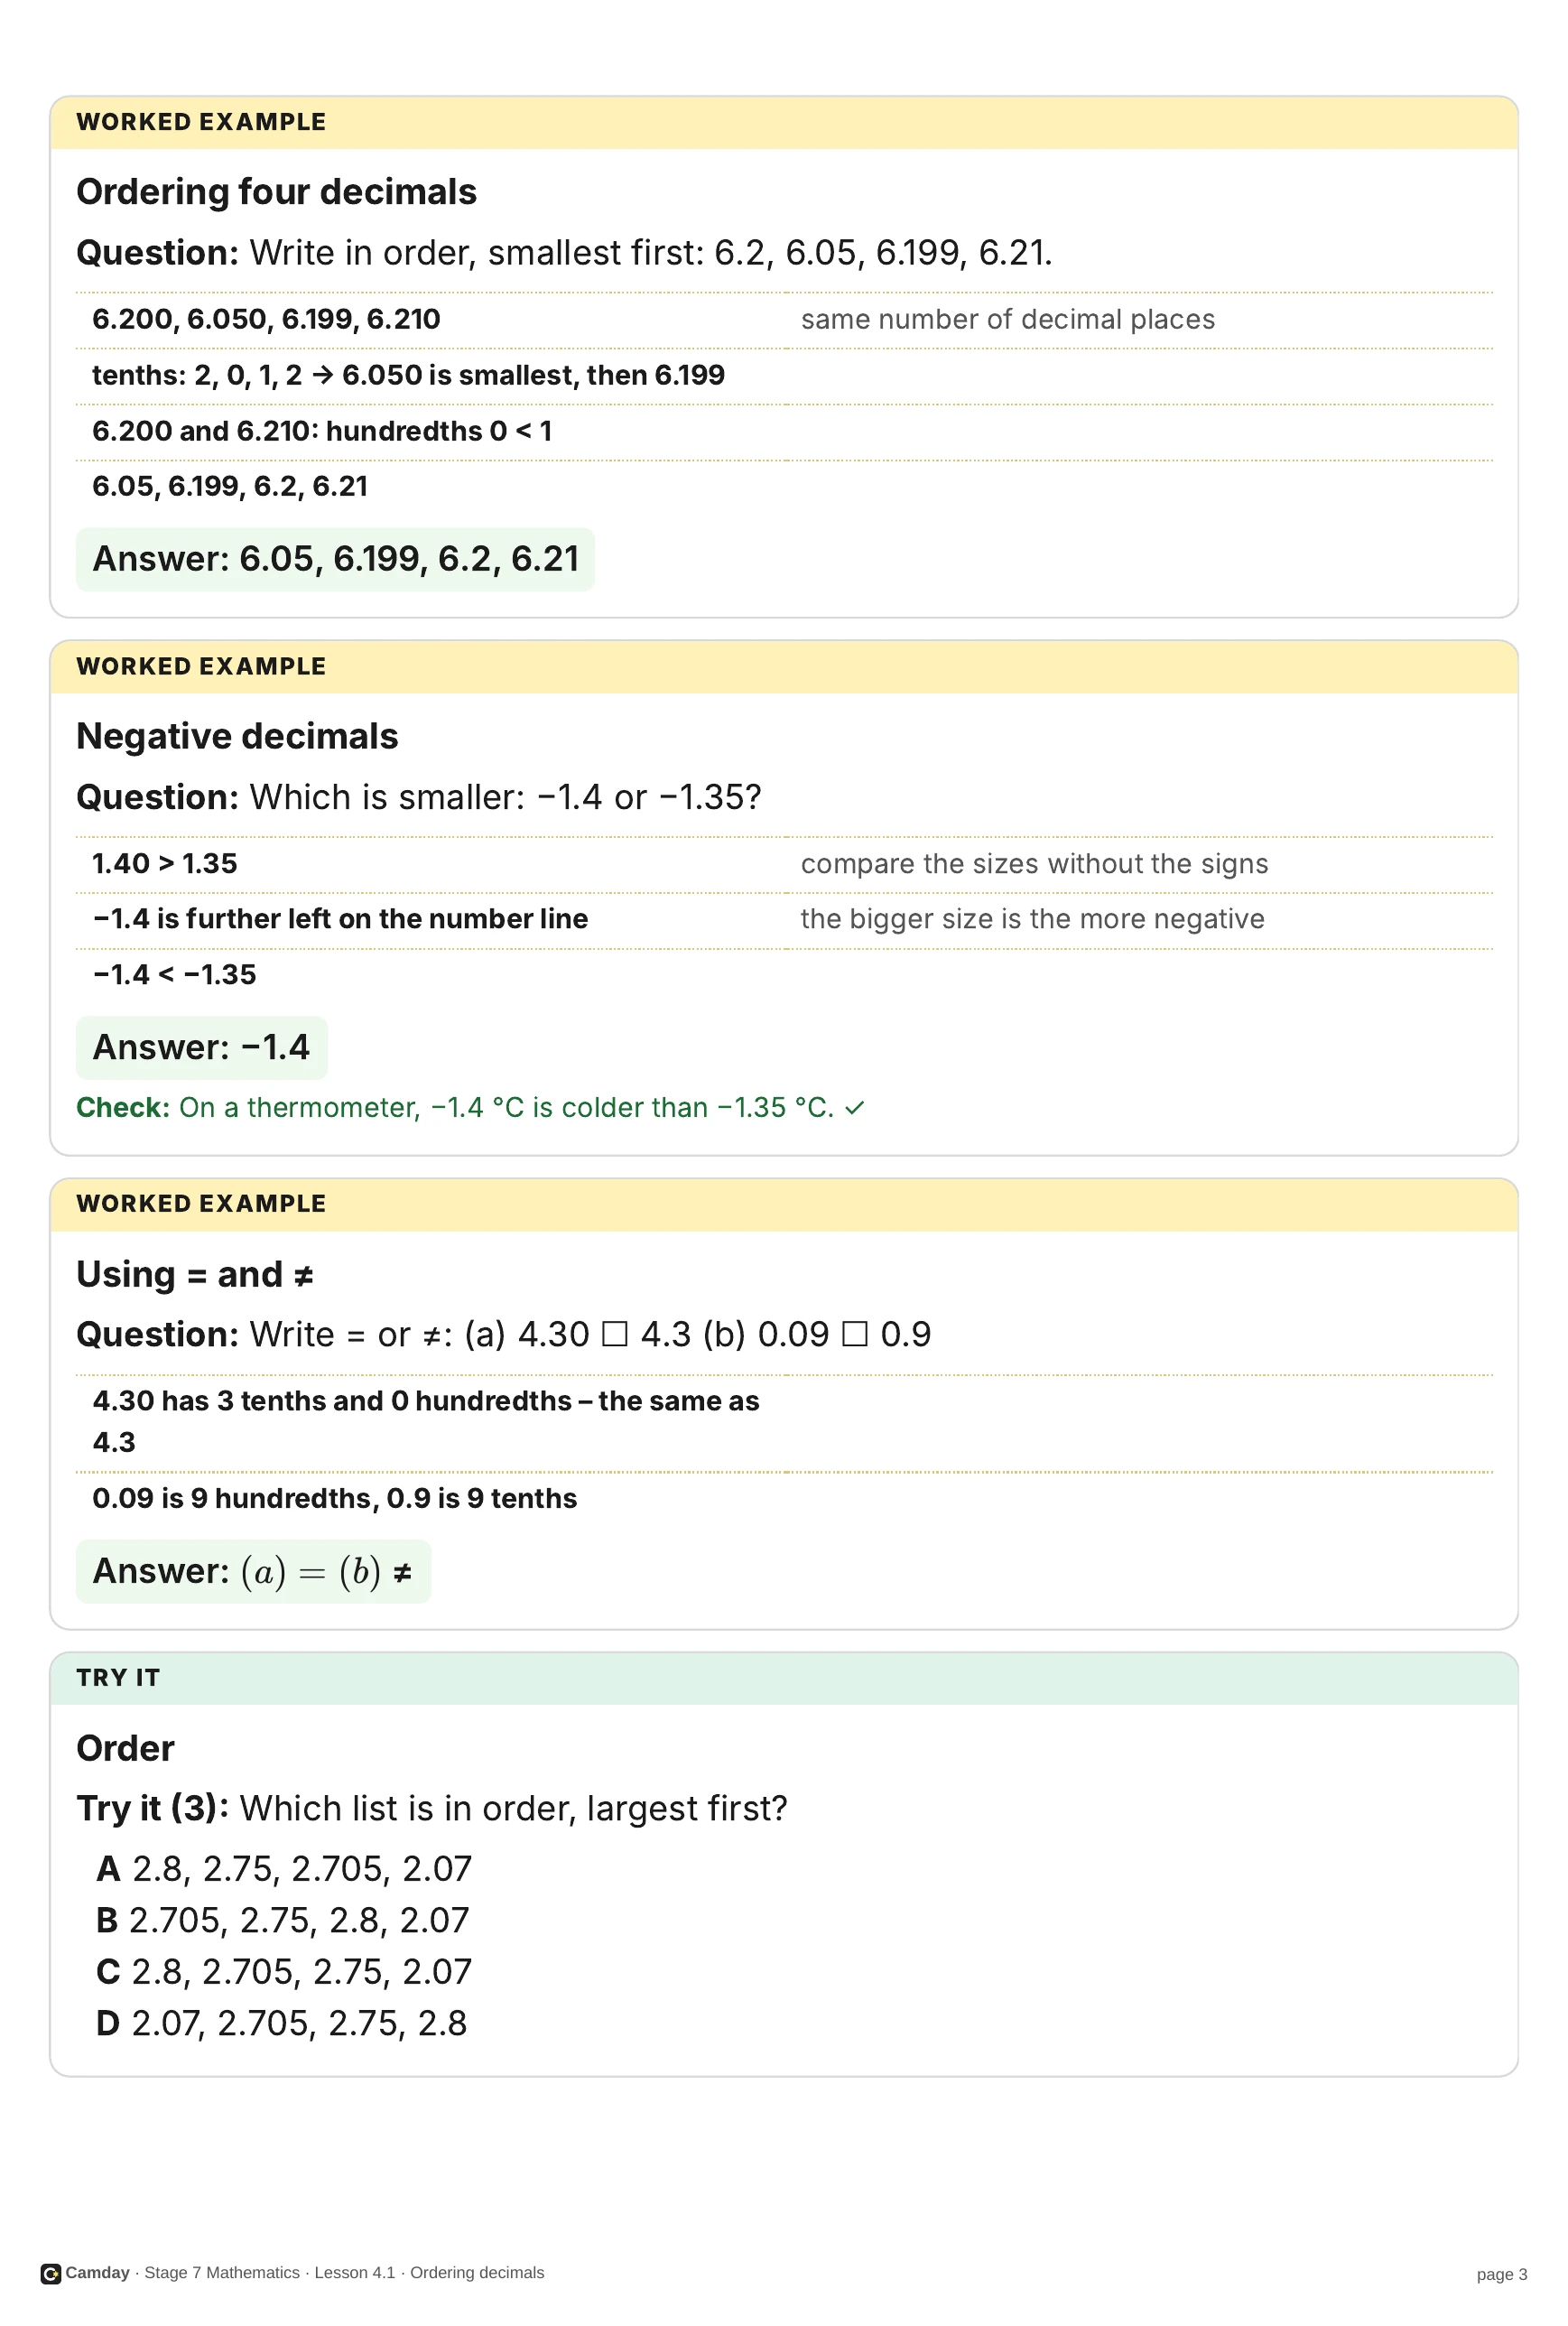 WORKED EXAMPLE
Ordering four decimals
Question: Write in order, smallest first: 6.2, 6.05, 6.199, 6.21.
6.200, 6.050, 6.199, 6.210 same number of decimal places
tenths: 2, 0, 1, 2 → 6.050 is smallest, then 6.199
6.200 and 6.210: hundredths 0 < 1
6.05, 6.199, 6.2, 6.21
Answer: 6.05, 6.199, 6.2, 6.21
WORKED EXAMPLE
Negative decimals
Question: Which is smaller: −1.4 or −1.35?
1.40 > 1.35 compare the sizes without the signs
−1.4 is further left on the number line the bigger size is the more negative
−1.4 < −1.35
Answer: −1.4
Check: On a thermometer, −1.4 °C is colder than −1.35 °C. ✓
WORKED EXAMPLE
Using = and ≠
Question: Write = or ≠: (a) 4.30 □ 4.3 (b) 0.09 □ 0.9
4.30 has 3 tenths and 0 hundredths – the same as
4.3
0.09 is 9 hundredths, 0.9 is 9 tenths
Answer: (a) = (b) ≠
TRY IT
Order
Try it (3): Which list is in order, largest first?
A 2.8, 2.75, 2.705, 2.07
B 2.705, 2.75, 2.8, 2.07
C 2.8, 2.705, 2.75, 2.07
D 2.07, 2.705, 2.75, 2.8
Camday · Stage 7 Mathematics · Lesson 4.1 · Ordering decimals page 3